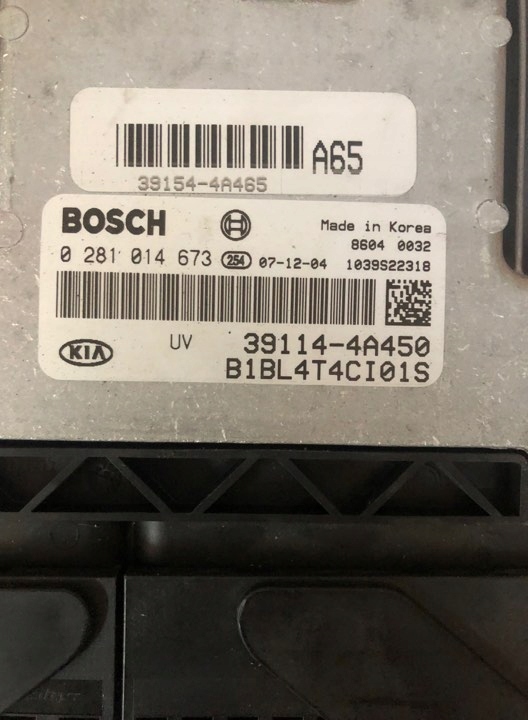 A65
39154-4A465
BOSCH
Made in Korea
8604 0032
0 281 014 673 254 07-12-04 1039S22318
KIA UV 39114-4A450
B1BL4T4CI01S